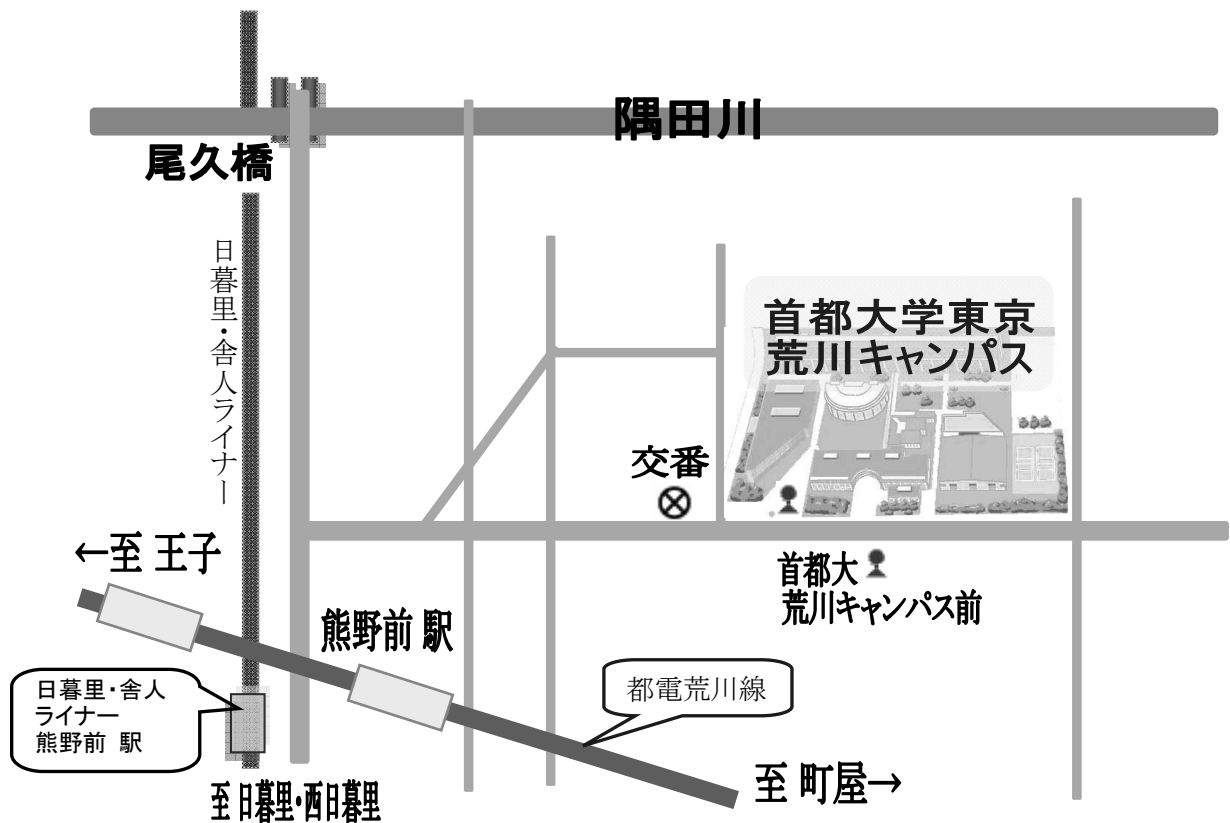 隅田川
尾久橋
日暮里・舎人ライナー
首都大学東京
荒川キャンパス
交番
←至 王子
首都大
荒川キャンパス前
熊野前 駅
日暮里・舎人
ライナー
熊野前 駅
都電荒川線
至 町屋→
至 日暮里・西日暮里